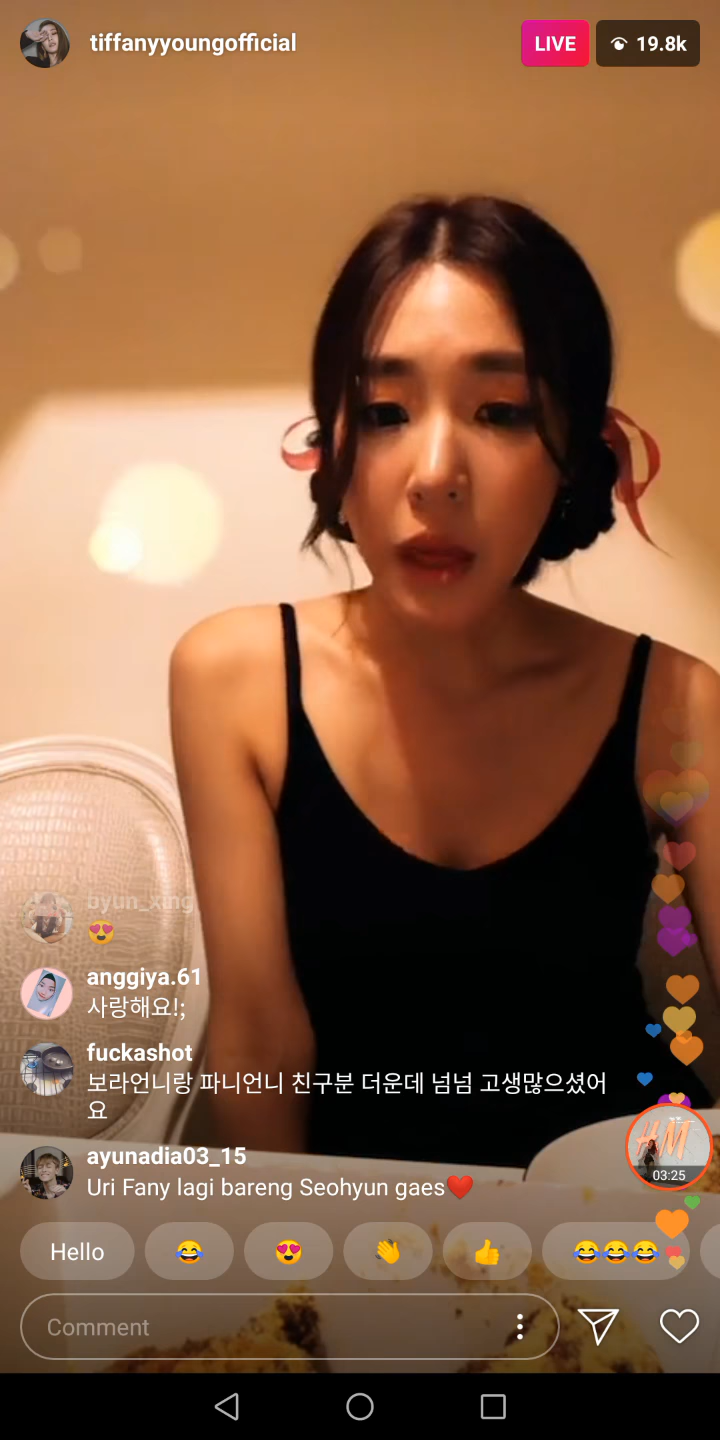 tiffanyyoungofficial
LIVE
19.8k
byun_xing
😍
anggiya.61
사랑해요!;
fuckashot
보라언니랑 파니언니 친구분 더운데 넘넘 고생많으셨어
요
ayunadia03_15
Uri Fany lagi bareng Seohyun gaes❤️
HM
03:25
Hello
😂
😍
👏
👍
😂😂😂
Comment